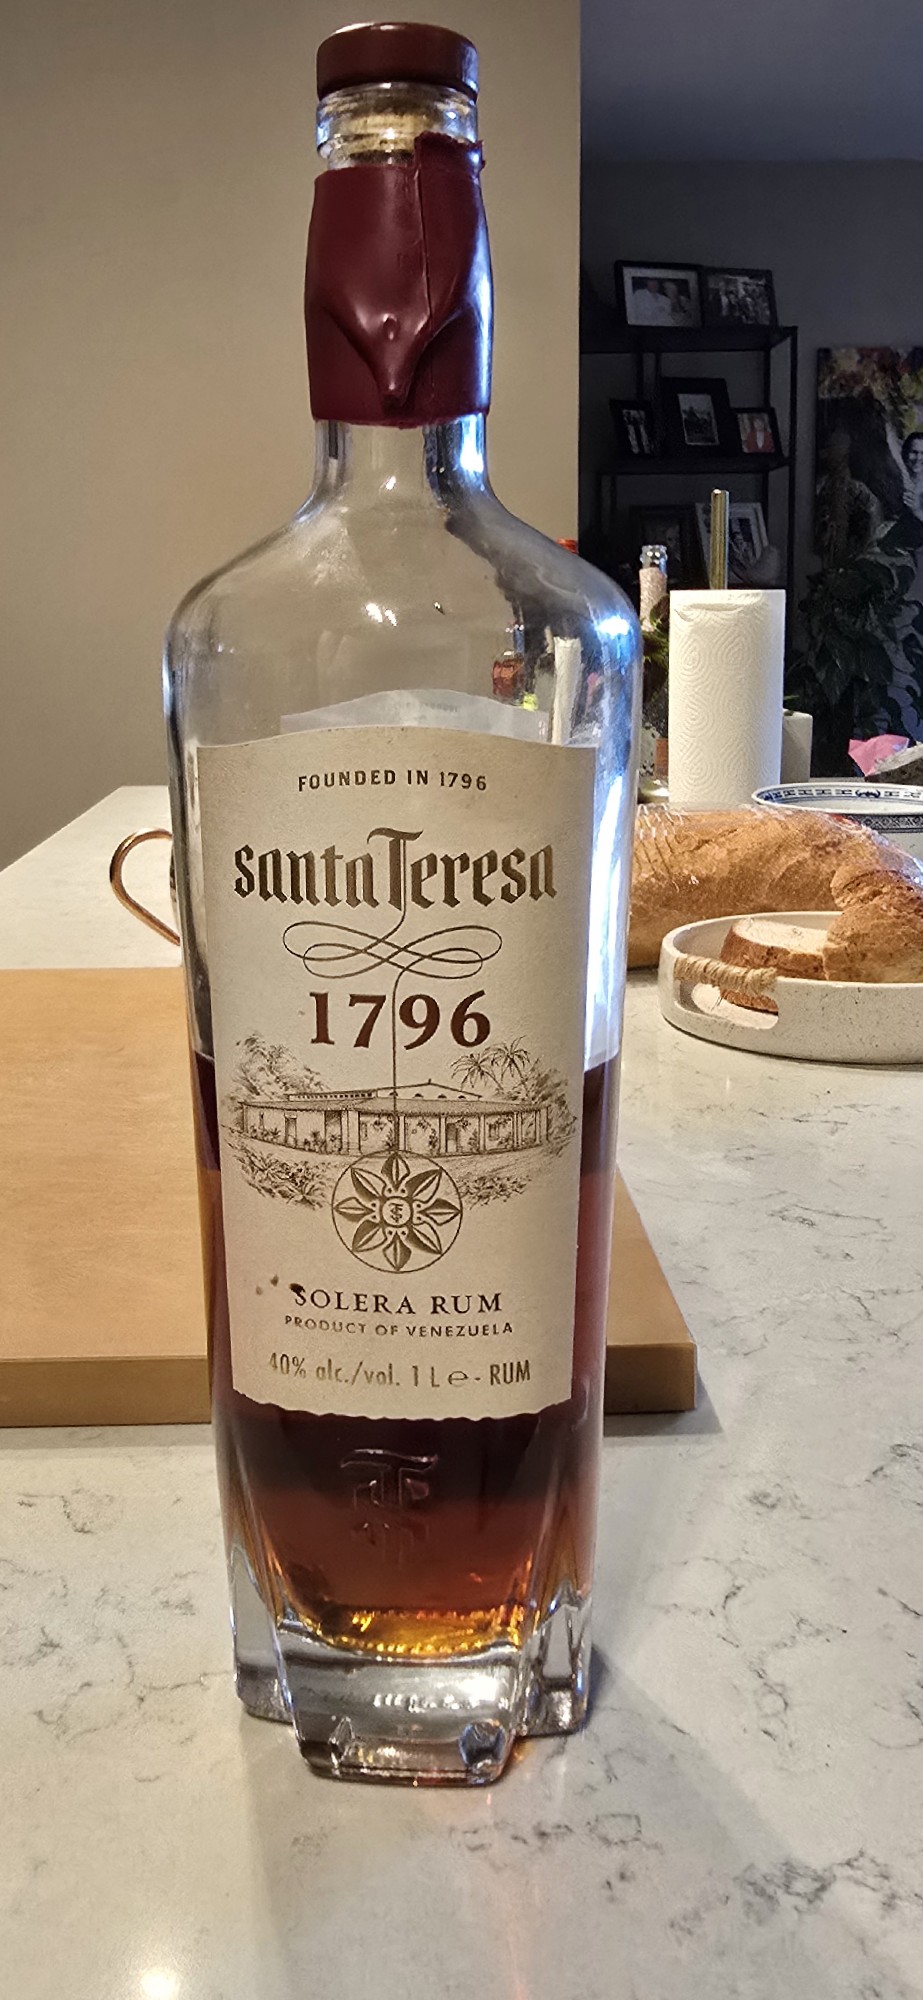 FOUNDED IN 1796
santa Teresa
1796
SOLERA RUM
PRODUCT OF VENEZUELA
40% alc./vol. 1 L ℮ - RUM